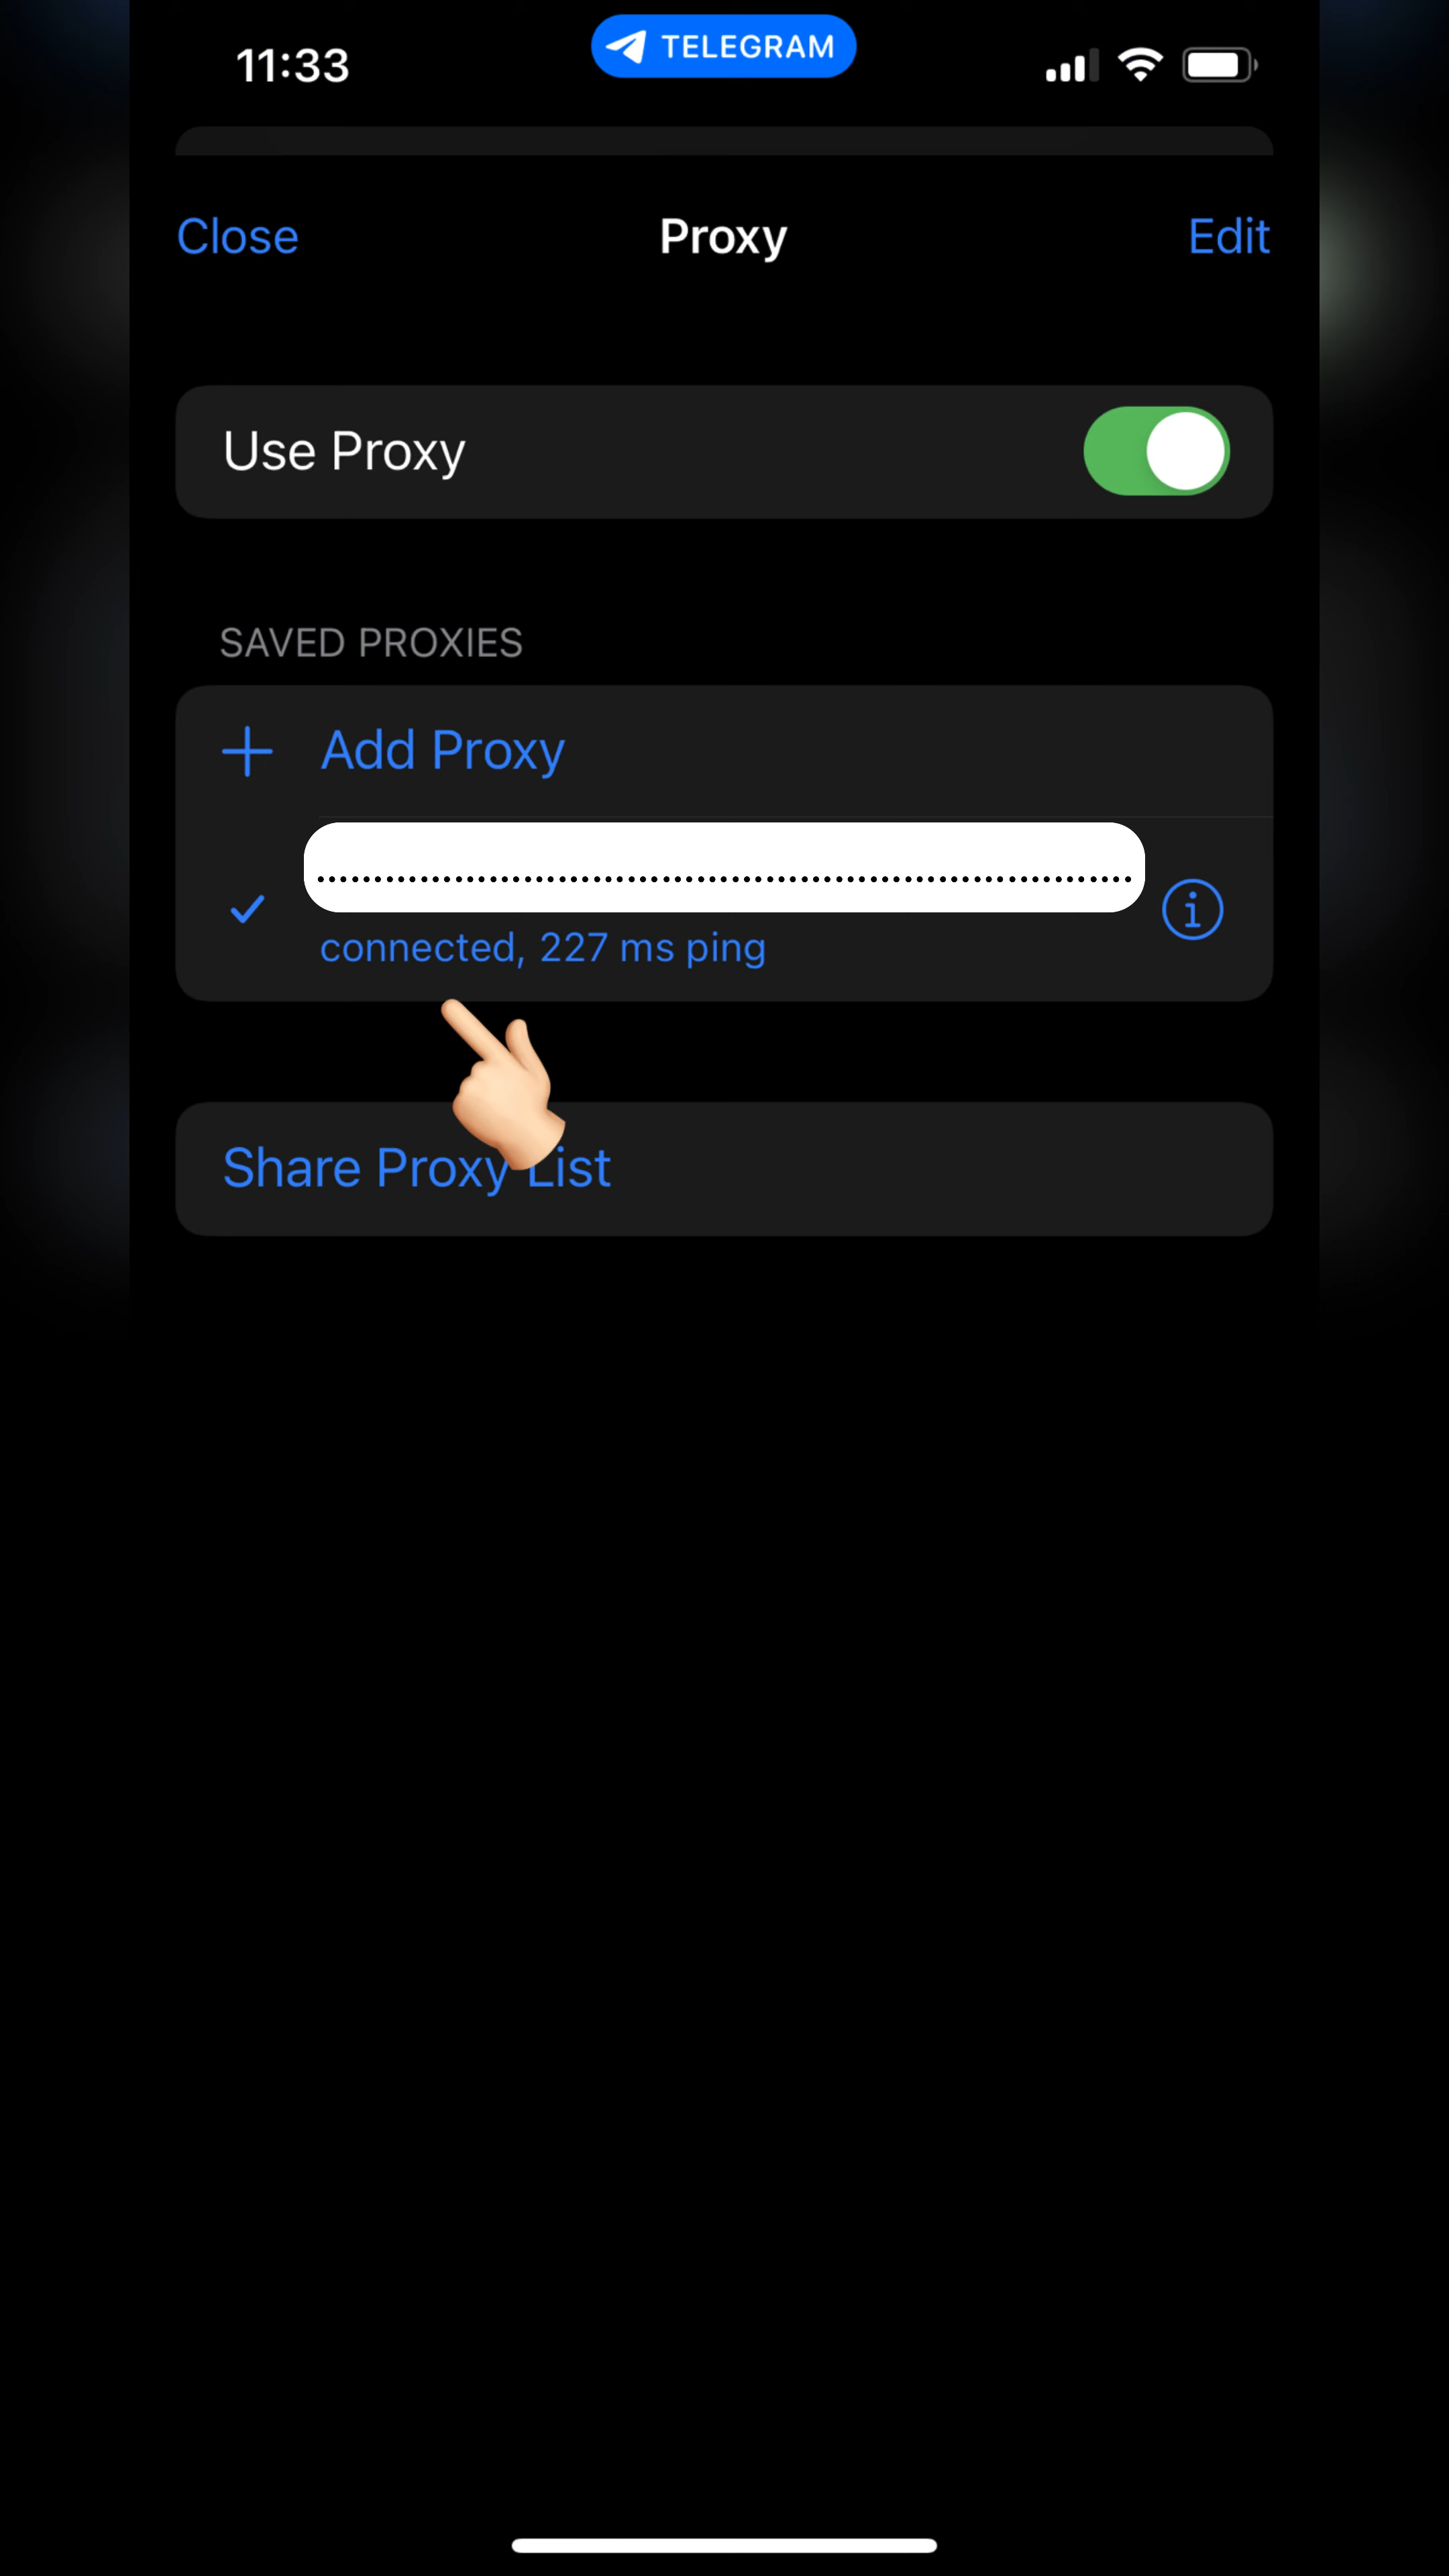 11:33
TELEGRAM
Close
Proxy
Edit
Use Proxy
SAVED PROXIES
Add Proxy
connected, 227 ms ping
Share Proxy List